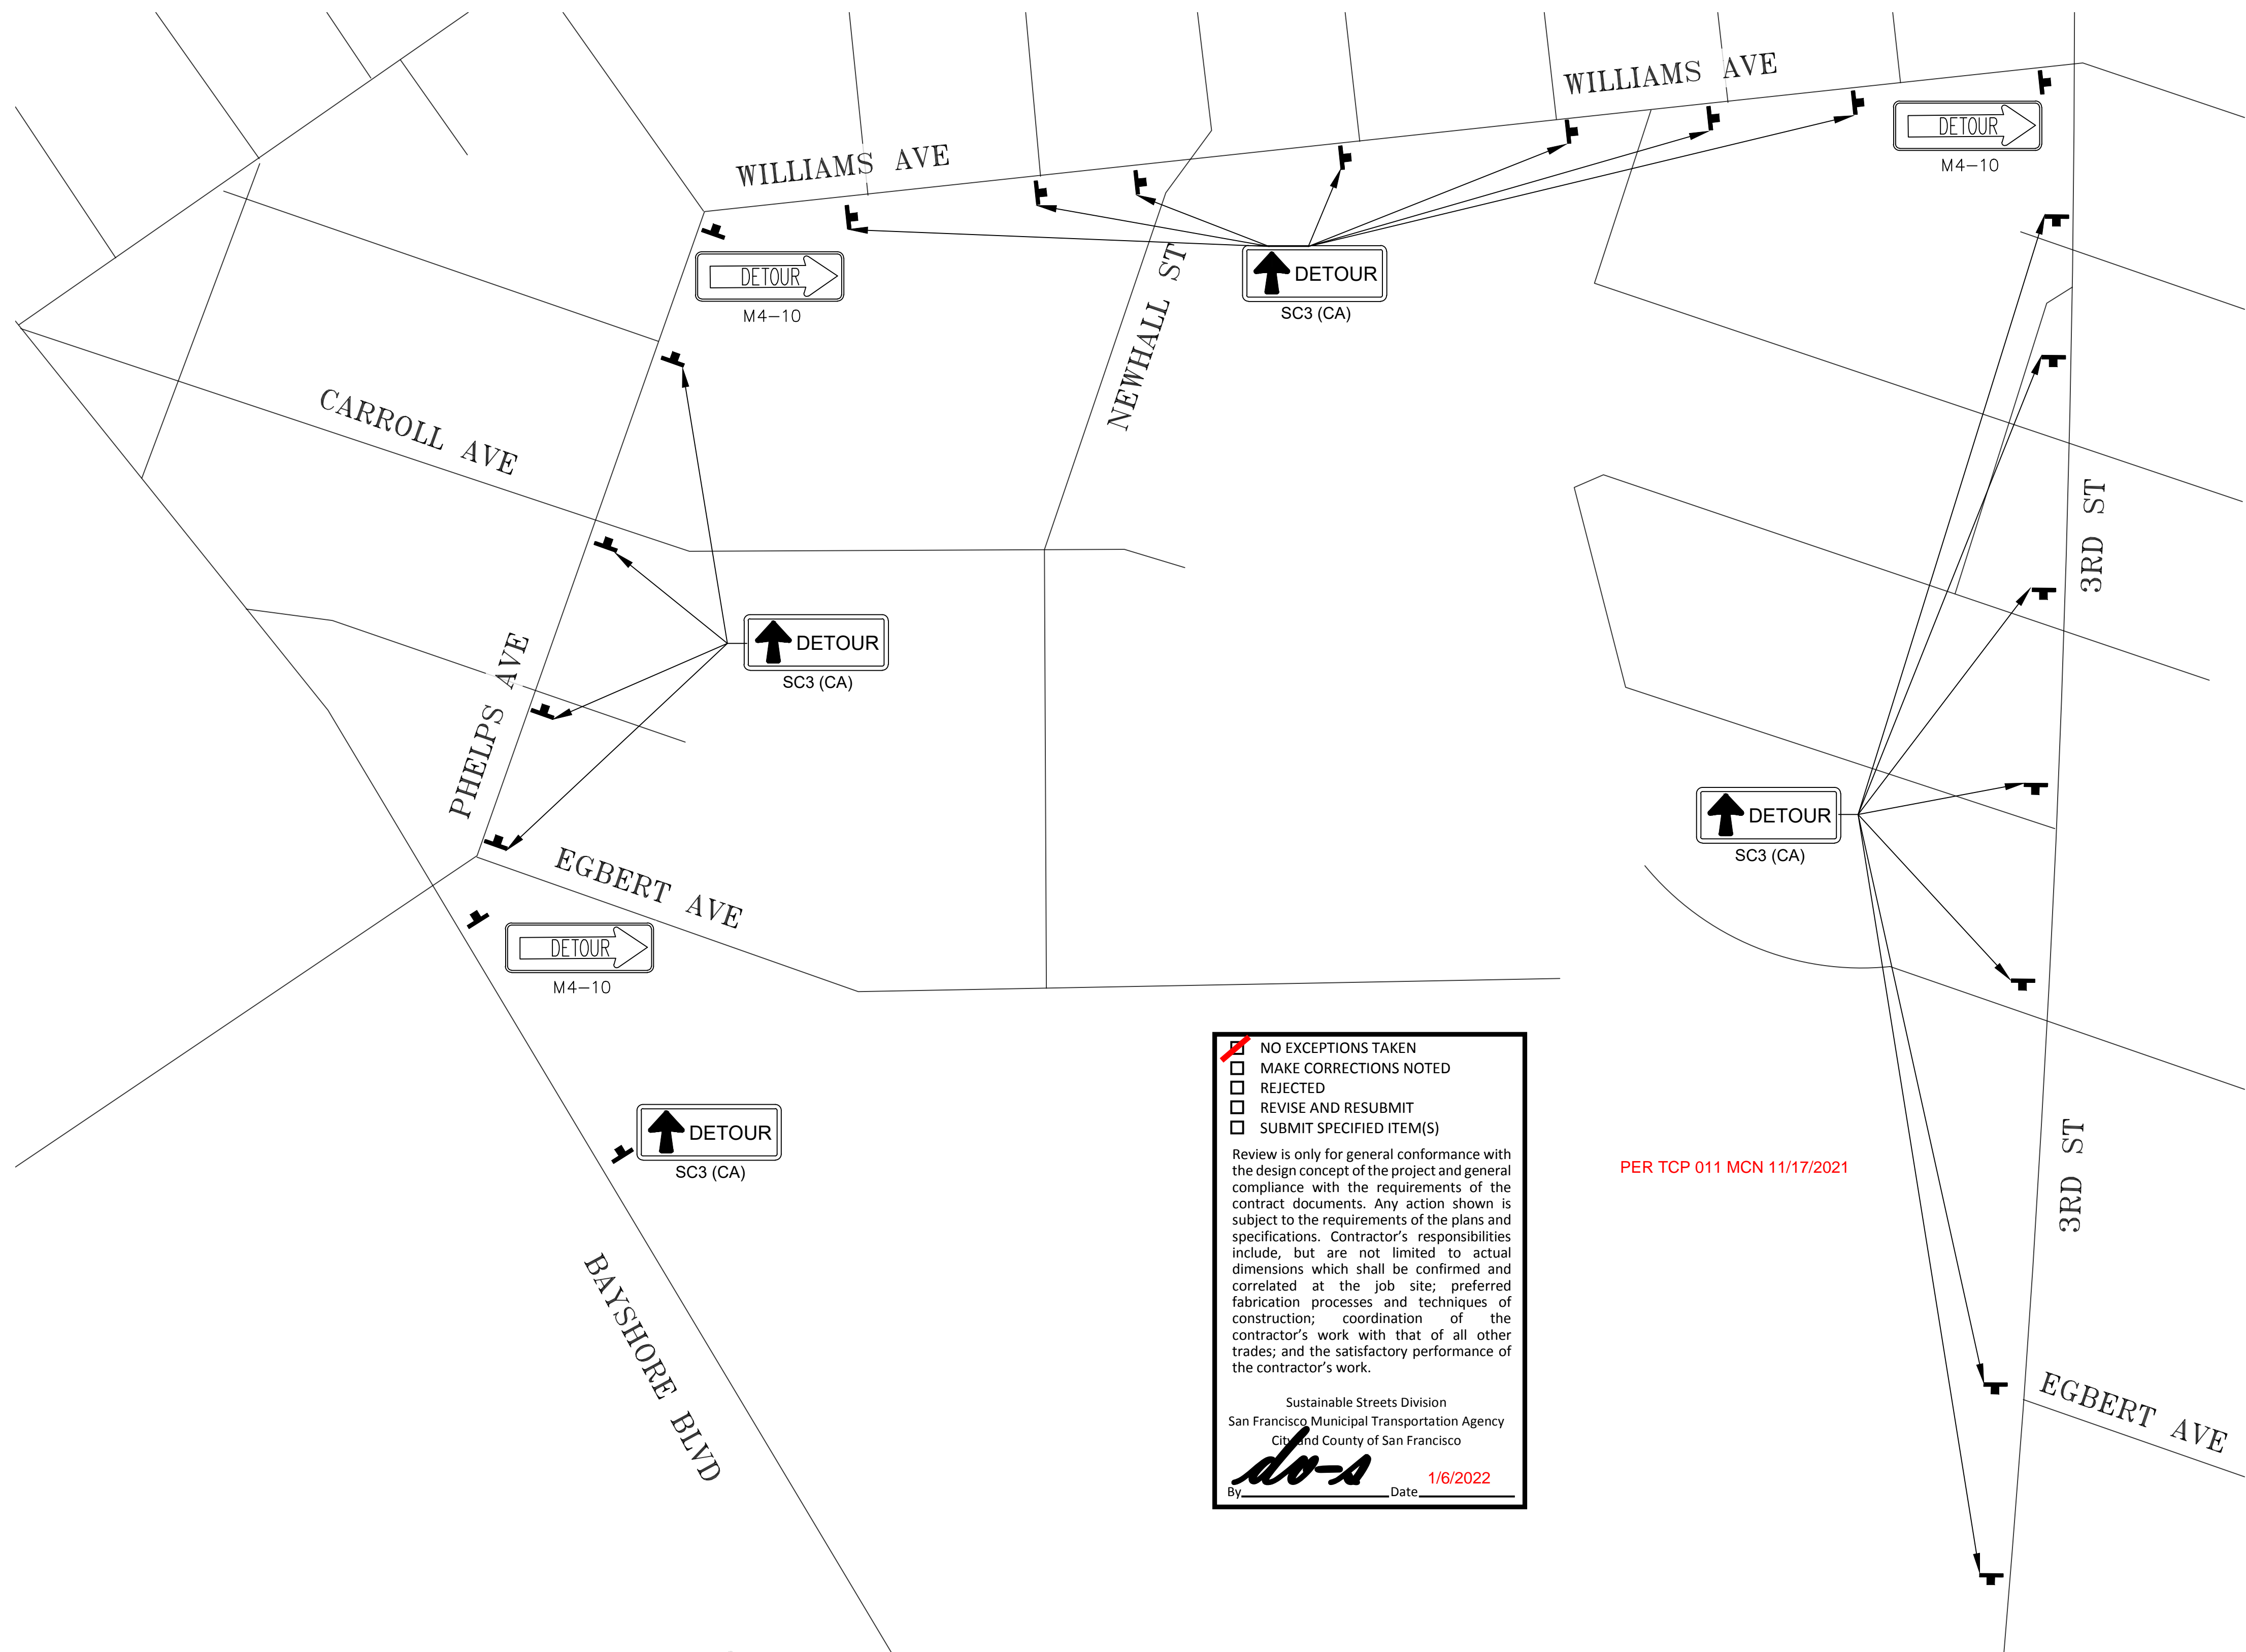 WILLIAMS AVE
DETOUR
M4-10
WILLIAMS AVE
DETOUR
M4-10
DETOUR
SC3 (CA)
NEWHALL ST
CARROLL AVE
3RD ST
DETOUR
SC3 (CA)
PHELPS AVE
DETOUR
SC3 (CA)
EGBERT AVE
DETOUR
M4-10
DETOUR
SC3 (CA)
BAYSHORE BLVD
NO EXCEPTIONS TAKEN
MAKE CORRECTIONS NOTED
REJECTED
REVISE AND RESUBMIT
SUBMIT SPECIFIED ITEM(S)
Review is only for general conformance with
the design concept of the project and general
compliance with the requirements of the
contract documents. Any action shown is
subject to the requirements of the plans and
specifications. Contractor's responsibilities
include, but are not limited to actual
dimensions which shall be confirmed and
correlated at the job site; preferred
fabrication processes and techniques of
construction; coordination of the
contractor's work with that of all other
trades; and the satisfactory performance of
the contractor's work.
Sustainable Streets Division
San Francisco Municipal Transportation Agency
City and County of San Francisco
1/6/2022
By Date
PER TCP 011 MCN 11/17/2021
3RD ST
EGBERT AVE